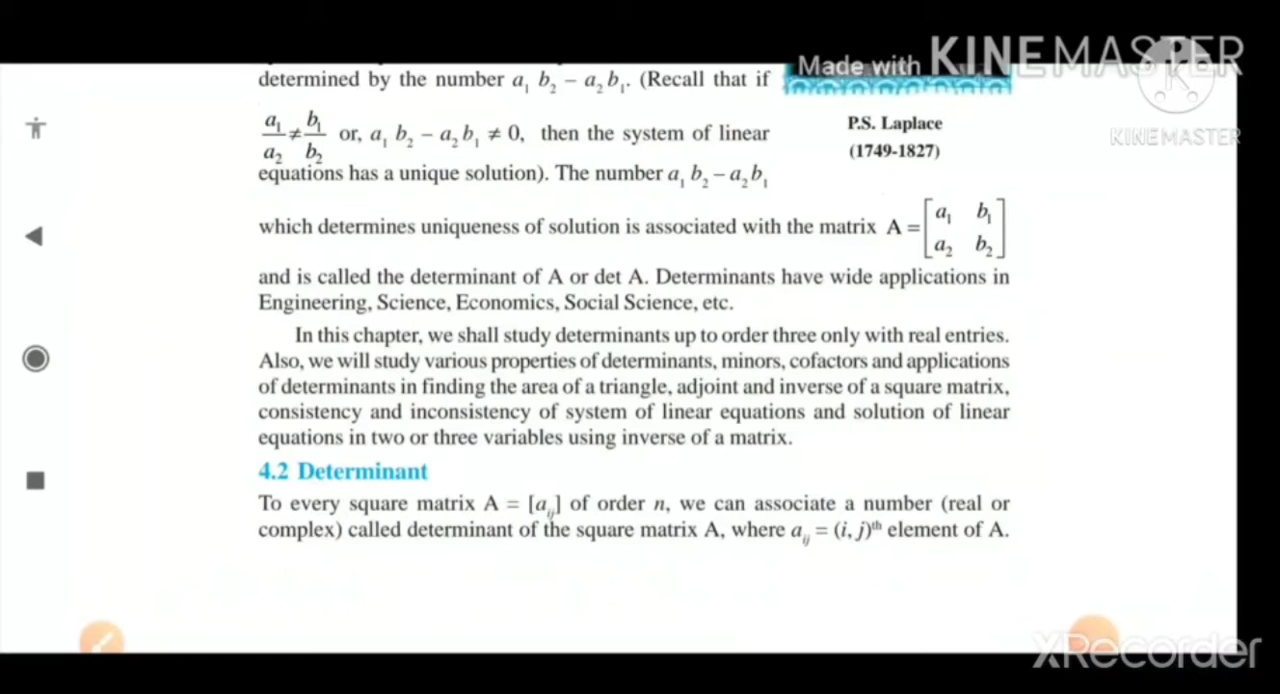 Made with KINEMASTER
KINEMASTER
determined by the number a₁ b₂ – a₂ b₁. (Recall that if
a₁/a₂ ≠ b₁/b₂ or, a₁ b₂ – a₂ b₁ ≠ 0, then the system of linear
equations has a unique solution). The number a₁ b₂ – a₂ b₁
P.S. Laplace
(1749-1827)
which determines uniqueness of solution is associated with the matrix A = [a₁ b₁
a₂ b₂]
and is called the determinant of A or det A. Determinants have wide applications in
Engineering, Science, Economics, Social Science, etc.
In this chapter, we shall study determinants up to order three only with real entries.
Also, we will study various properties of determinants, minors, cofactors and applications
of determinants in finding the area of a triangle, adjoint and inverse of a square matrix,
consistency and inconsistency of system of linear equations and solution of linear
equations in two or three variables using inverse of a matrix.
4.2 Determinant
To every square matrix A = [aᵢⱼ] of order n, we can associate a number (real or
complex) called determinant of the square matrix A, where aᵢⱼ = (i, j)ᵗʰ element of A.
XRecorder